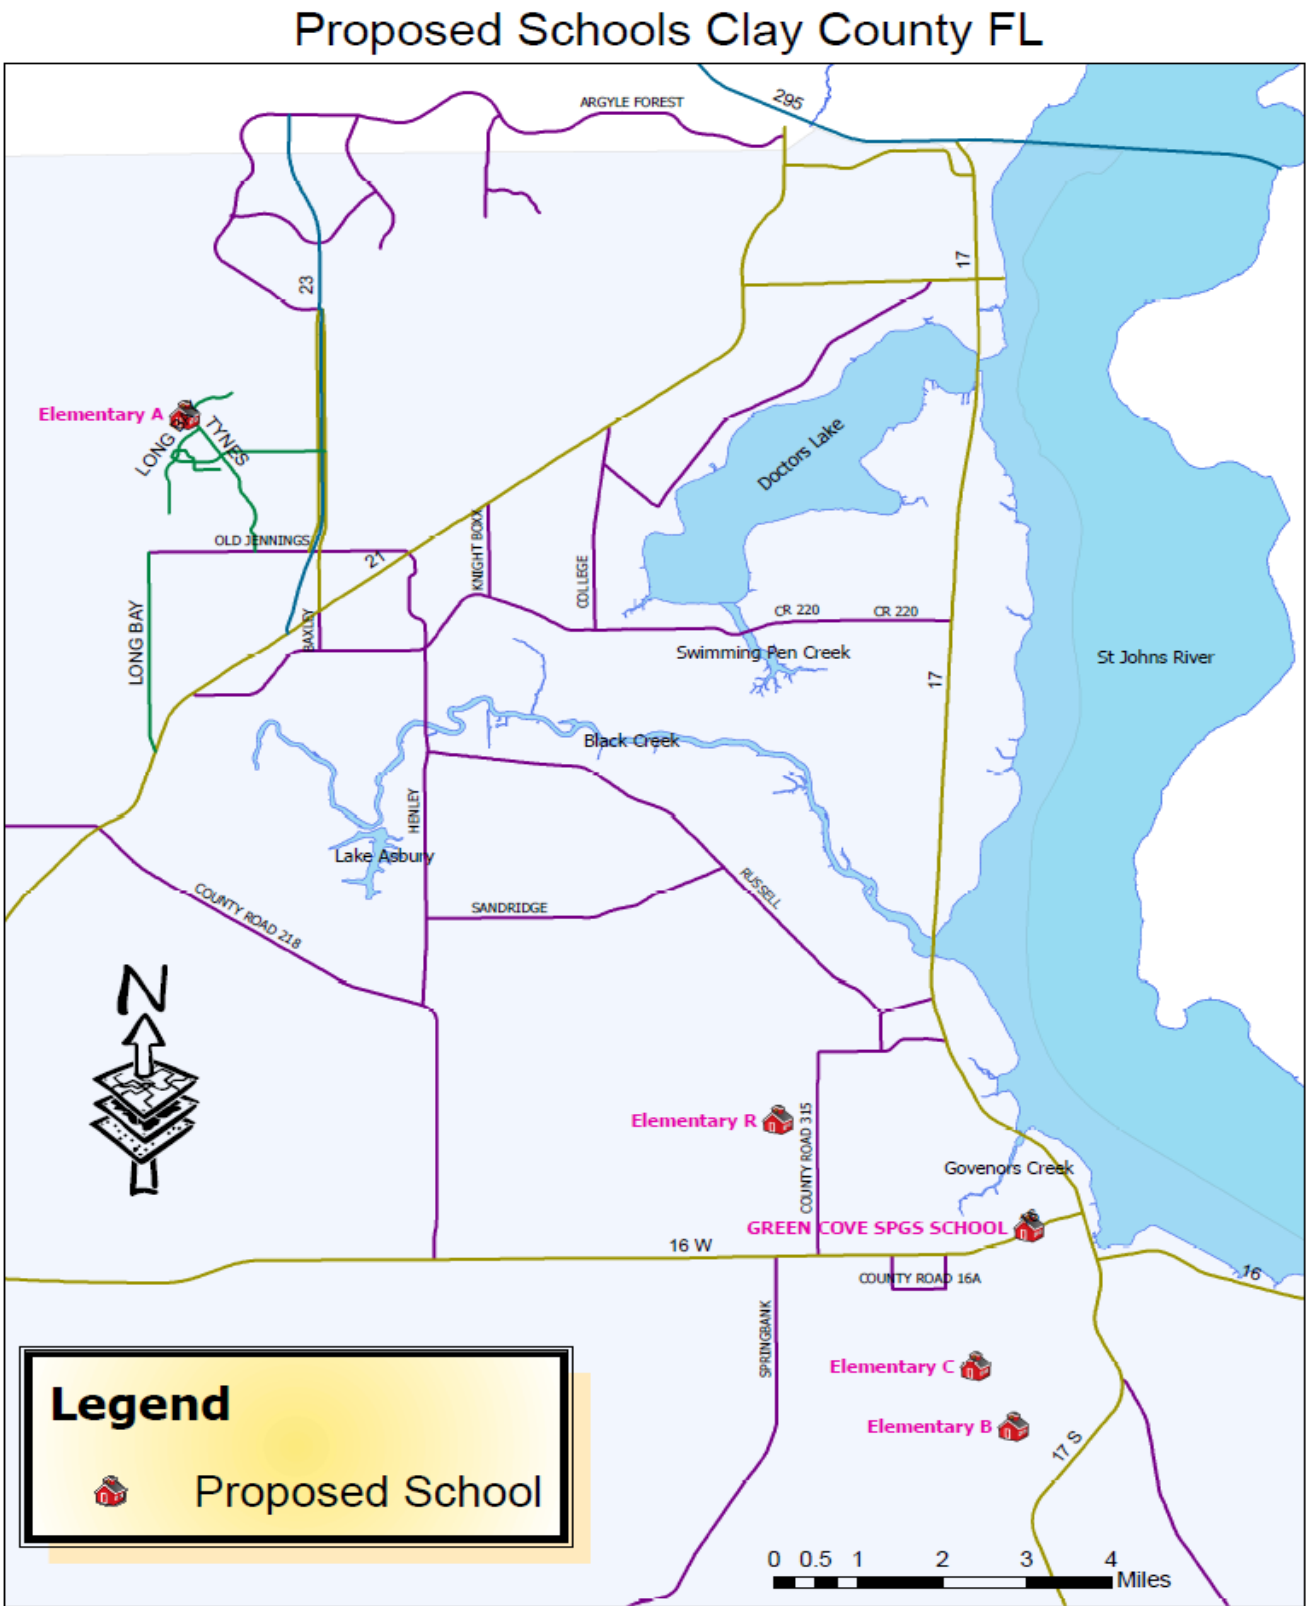 Proposed Schools Clay County FL
ARGYLE FOREST
295
17
23
Elementary A
LONG
TYNES
Doctors Lake
OLD JENNINGS
21
KNIGHT BOXX
COLLEGE
CR 220
CR 220
BAXLEY
LONG BAY
Swimming Pen Creek
St Johns River
17
Black Creek
HENLEY
Lake Asbury
RUSSELL
COUNTY ROAD 218
SANDRIDGE
N
Elementary R
COUNTY ROAD 315
Govenors Creek
GREEN COVE SPGS SCHOOL
16 W
16
COUNTY ROAD 16A
SPRINGBANK
Elementary C
Elementary B
17 S
Legend
Proposed School
0 0.5 1 2 3 4
Miles